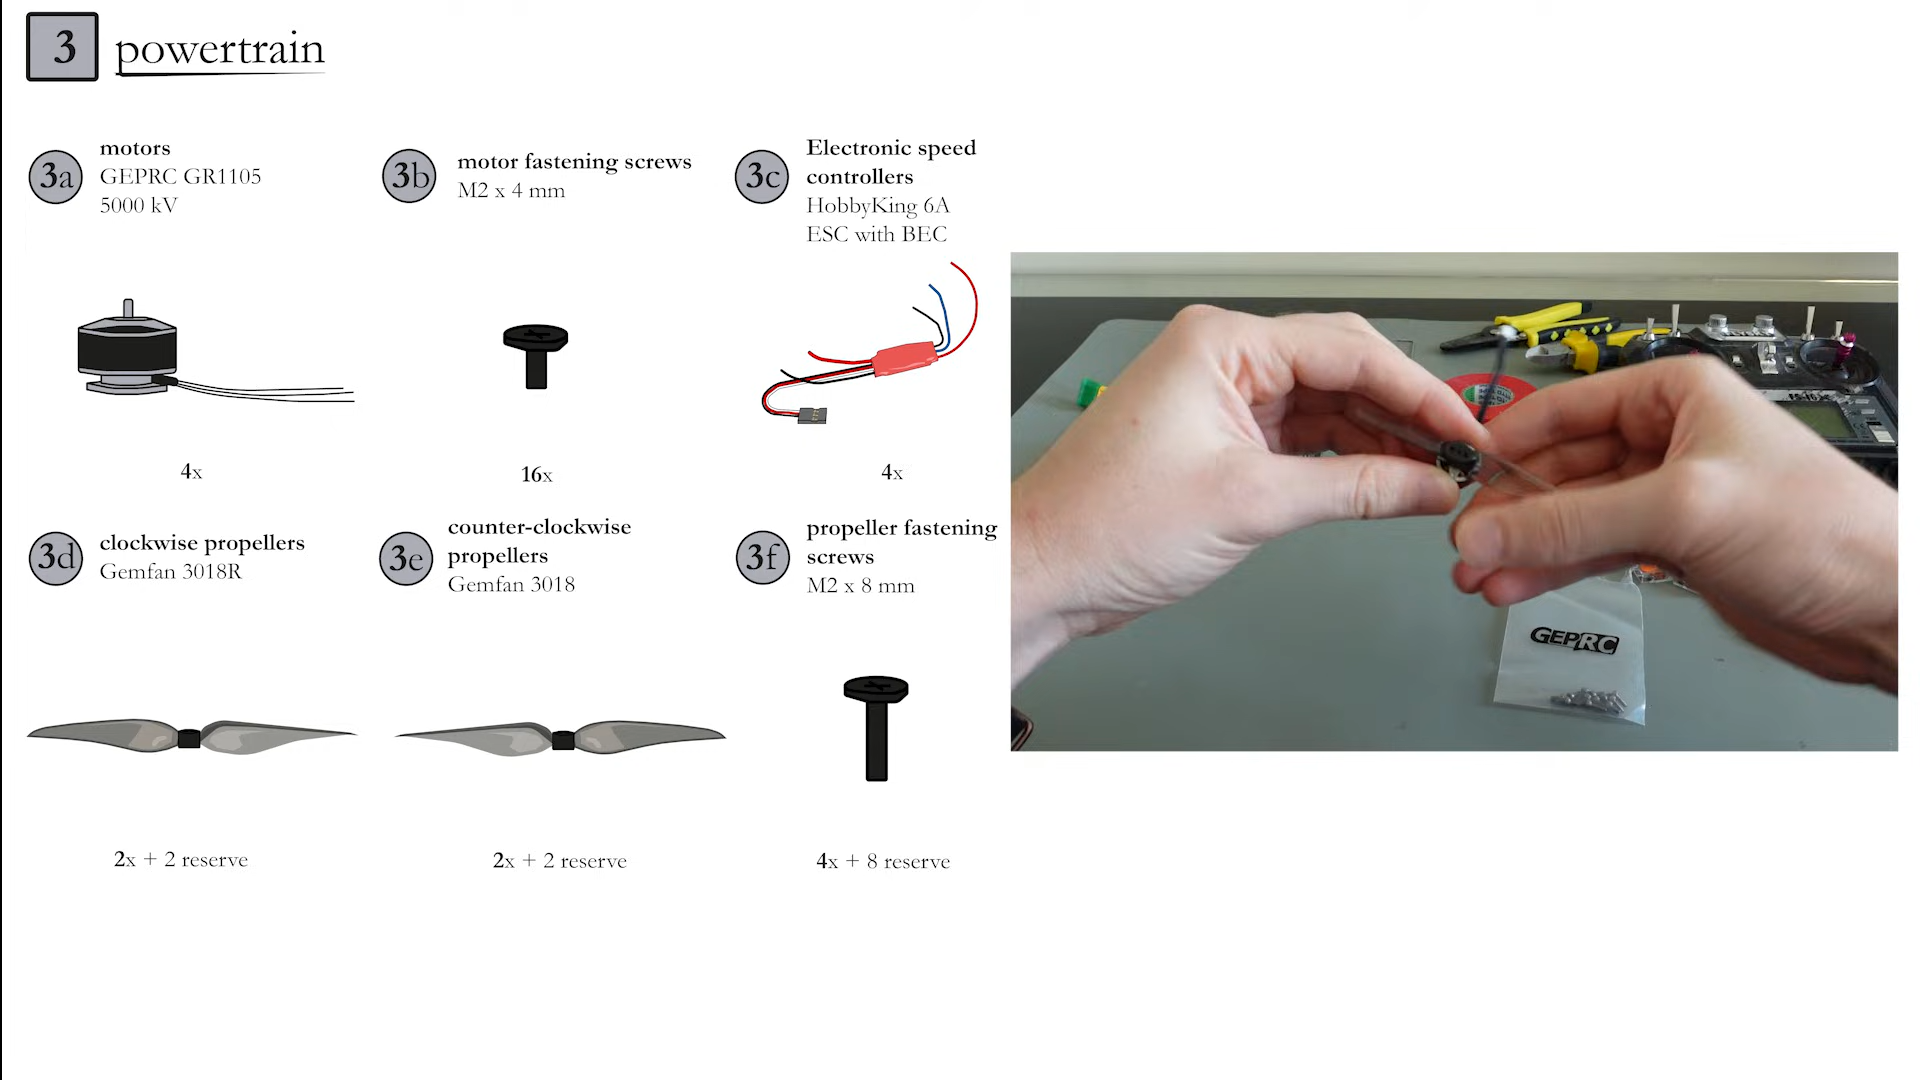 3 powertrain
3a
motors
GEPRC GR1105
5000 kV
4x
3b
motor fastening screws
M2 x 4 mm
16x
3c
Electronic speed
controllers
HobbyKing 6A
ESC with BEC
4x
3d
clockwise propellers
Gemfan 3018R
2x + 2 reserve
3e
counter-clockwise
propellers
Gemfan 3018
2x + 2 reserve
3f
propeller fastening
screws
M2 x 8 mm
4x + 8 reserve
GEPRC